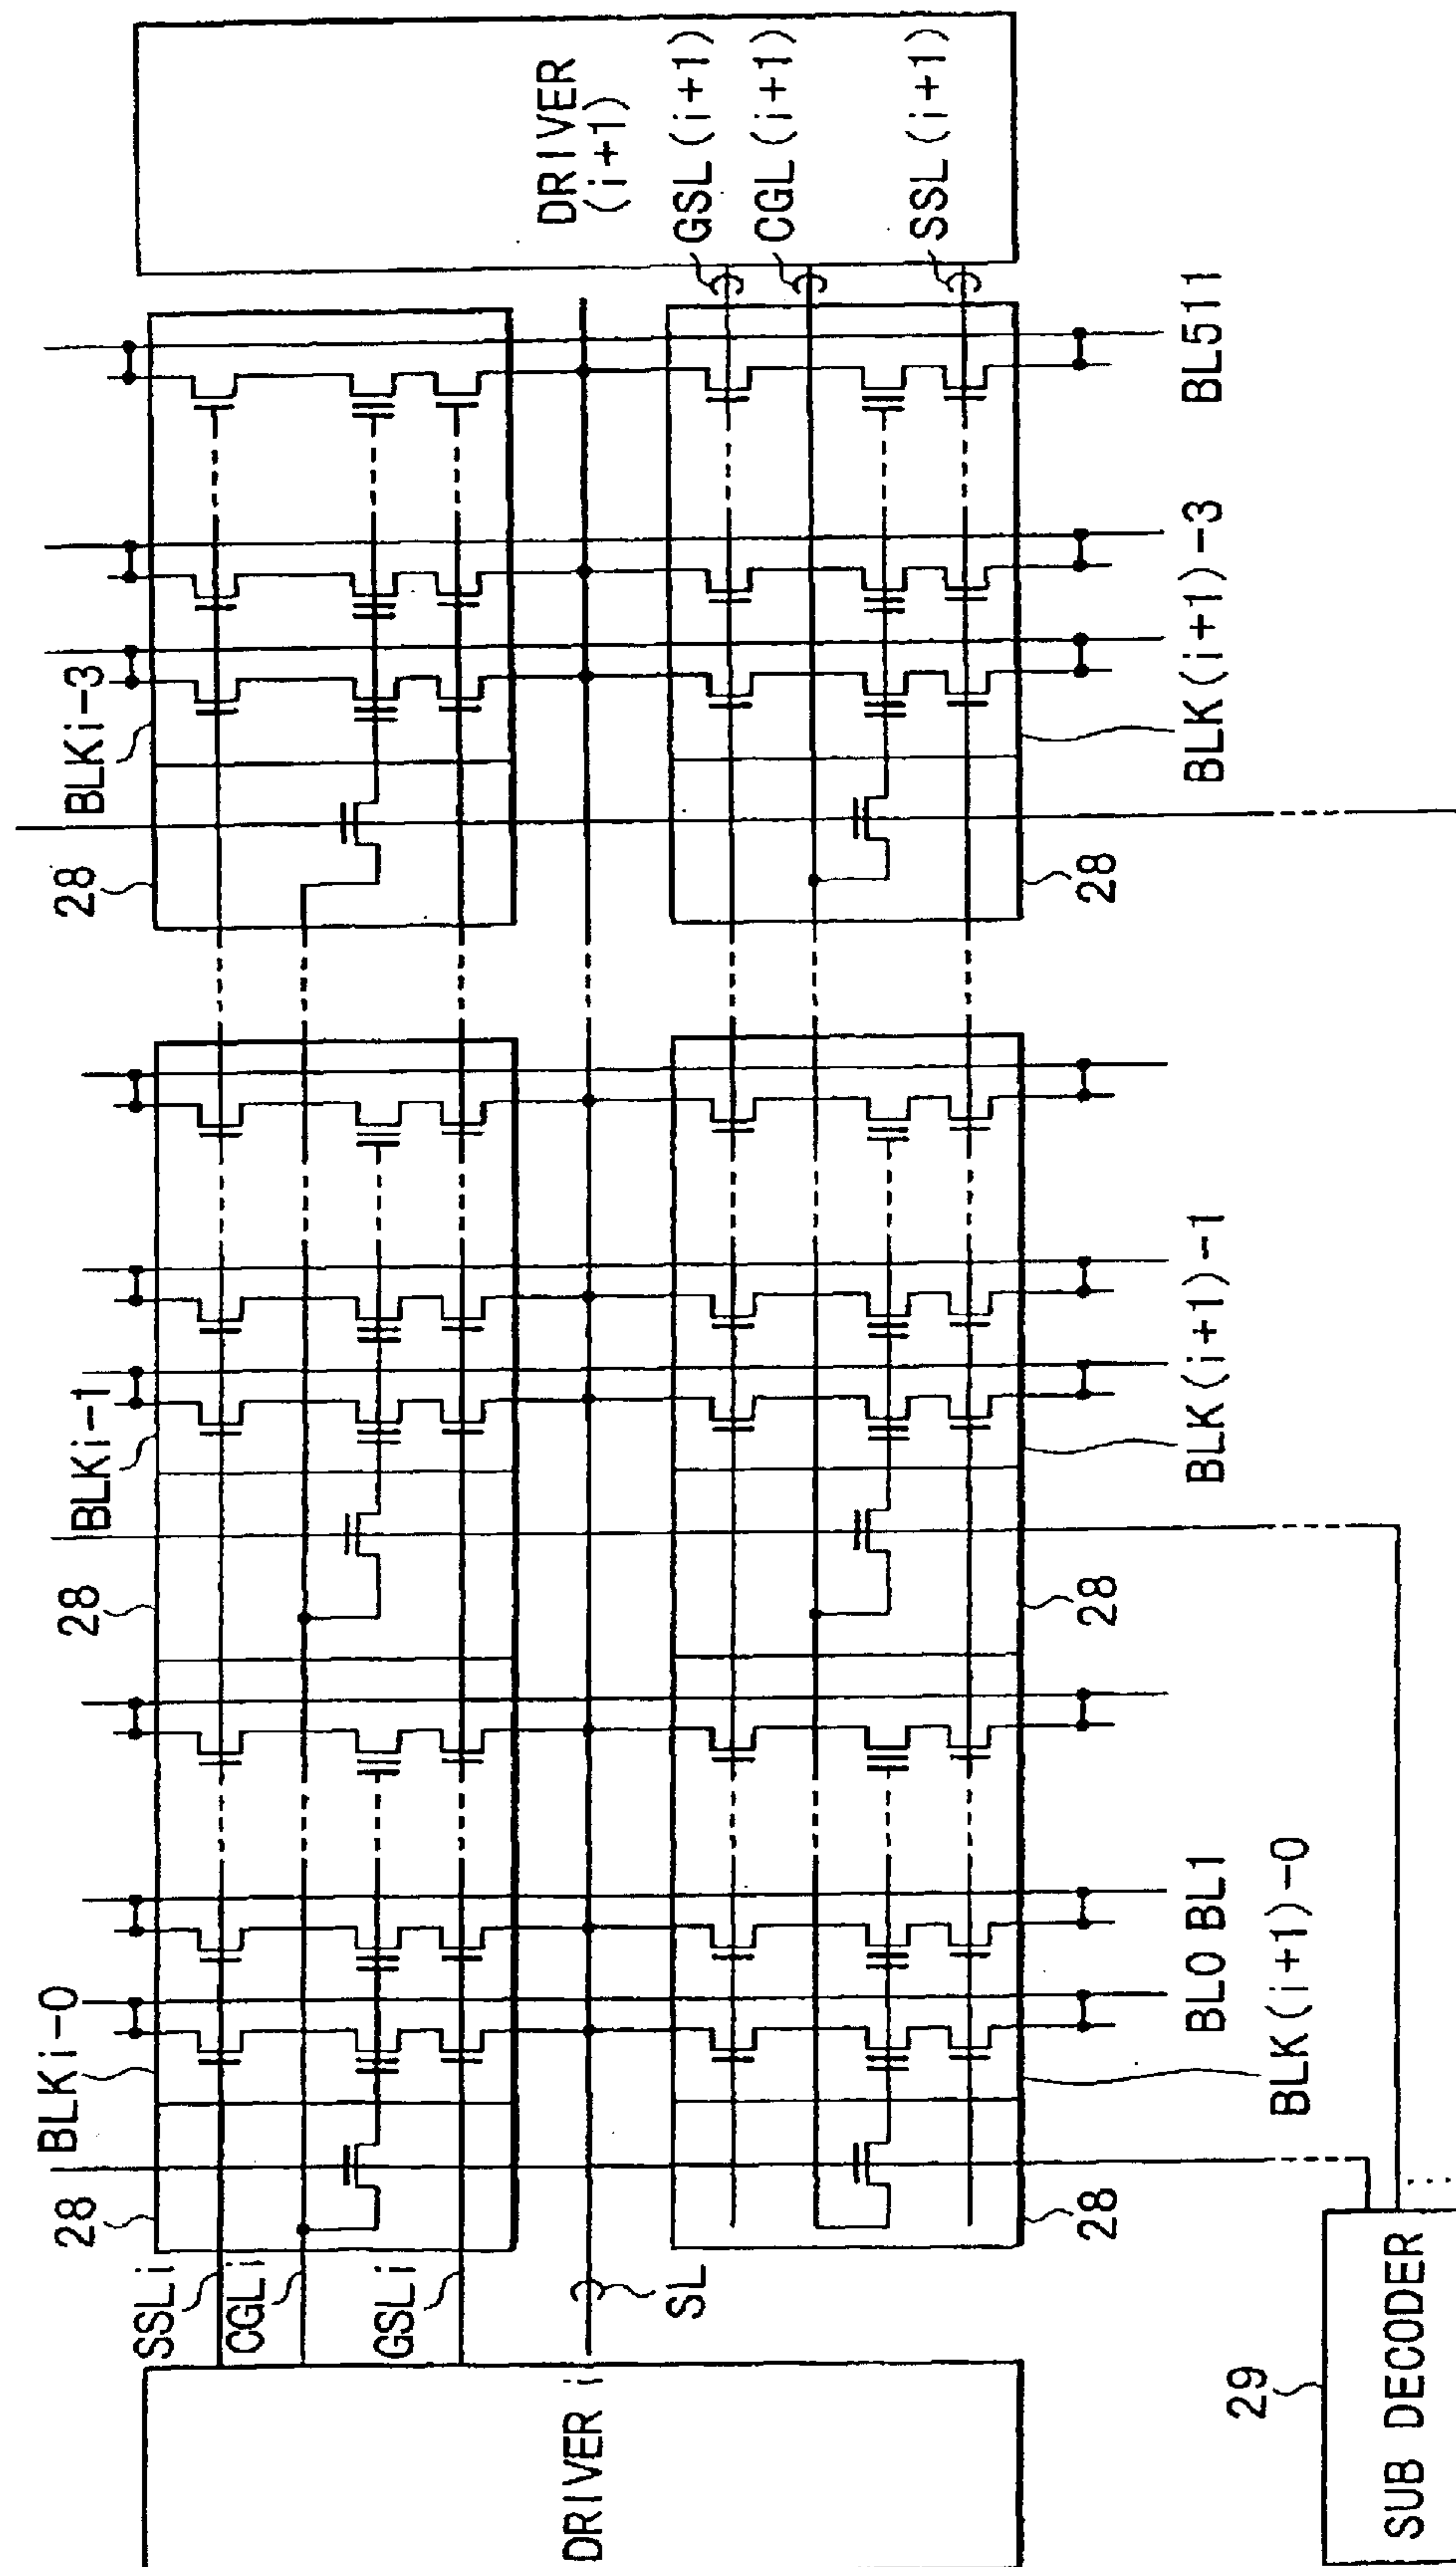 DRIVER
(i+1)
GSL(i+1)
CGL(i+1)
SSL(i+1)
BLKi-3
28
BL511
BLK(i+1)-3
28
BLKi-1
28
BLK(i+1)-1
28
BLKi-0
28
BL0 BL1
BLK(i+1)-0
28
SSLi
CGLi
GSLi
SL
DRIVER i
29
SUB DECODER